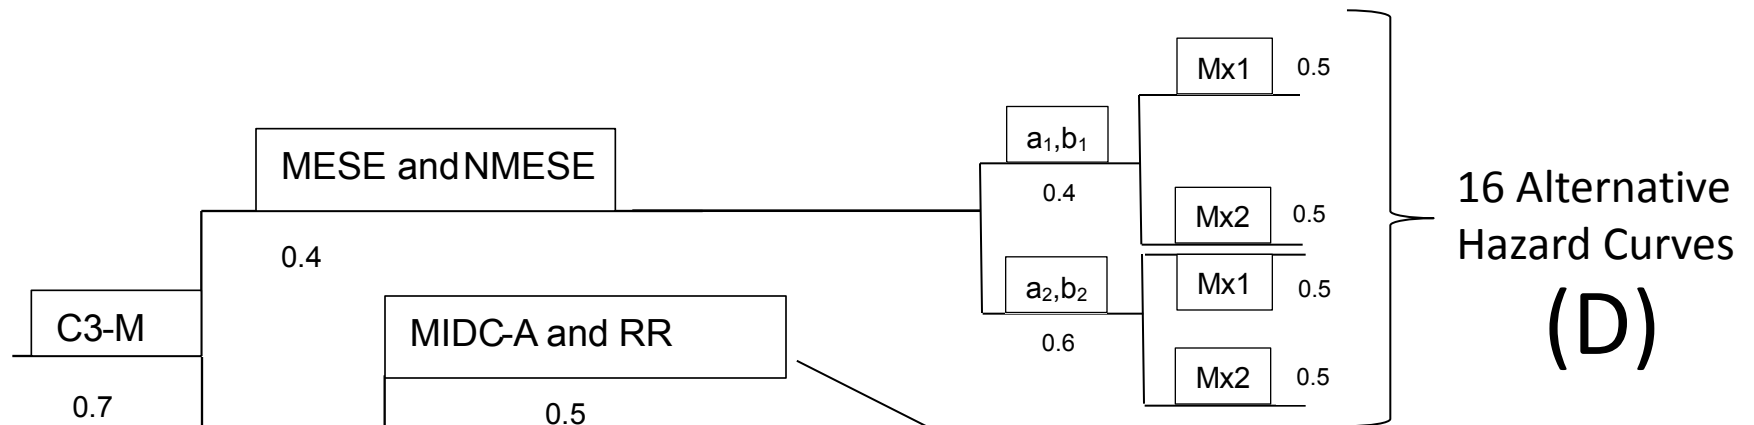 Mx1 0.5
a₁,b₁
MESE and NMESE
0.4
16 Alternative
Hazard Curves
(D)
Mx2 0.5
0.4
a₂,b₂
Mx1 0.5
C3-M
MIDC-A and RR
0.6
Mx2 0.5
0.7
0.5